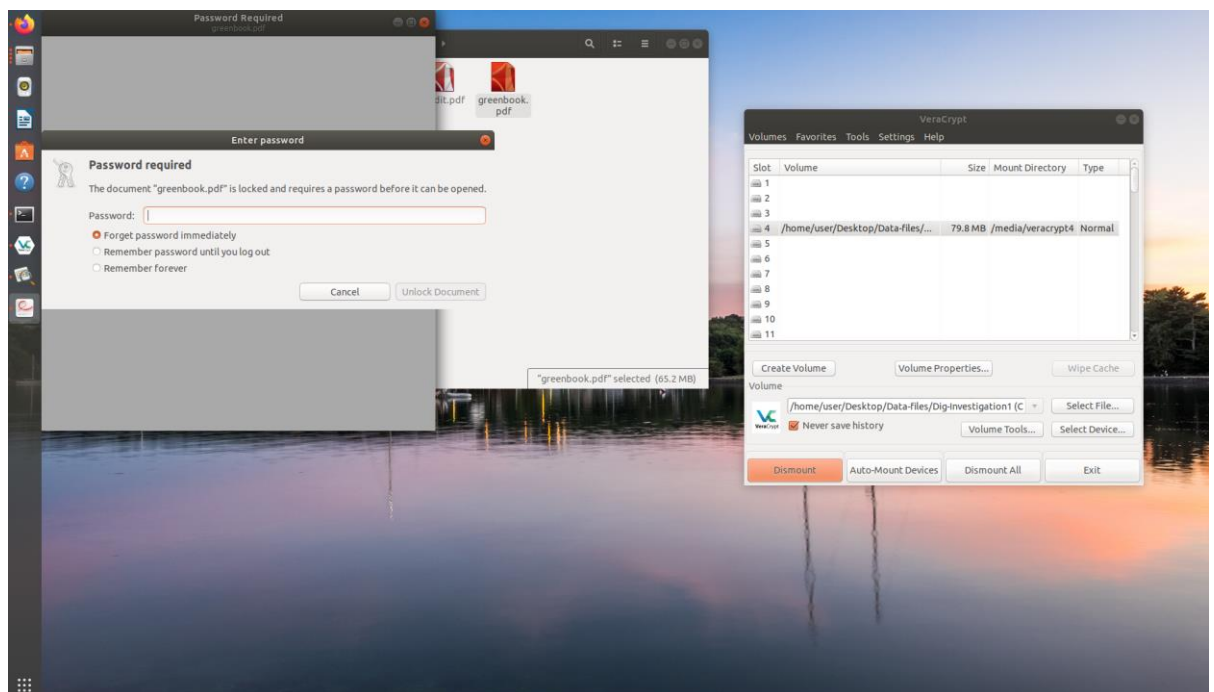 Password Required
greenbook.pdf
dit.pdf
greenbook.
pdf
Enter password
Password required
The document "greenbook.pdf" is locked and requires a password before it can be opened.
Password:
Forget password immediately
Remember password until you log out
Remember forever
Cancel
Unlock Document
"greenbook.pdf" selected (65.2 MB)
VeraCrypt
Volumes Favorites Tools Settings Help
Slot Volume Size Mount Directory Type
1
2
3
4 /home/user/Desktop/Data-files/... 79.8 MB /media/veracrypt4 Normal
5
6
7
8
9
10
11
Create Volume Volume Properties... Wipe Cache
Volume
/home/user/Desktop/Data-files/Dig-Investigation1 (C Select File...
VeraCrypt
Never save history Volume Tools... Select Device...
Dismount Auto-Mount Devices Dismount All Exit